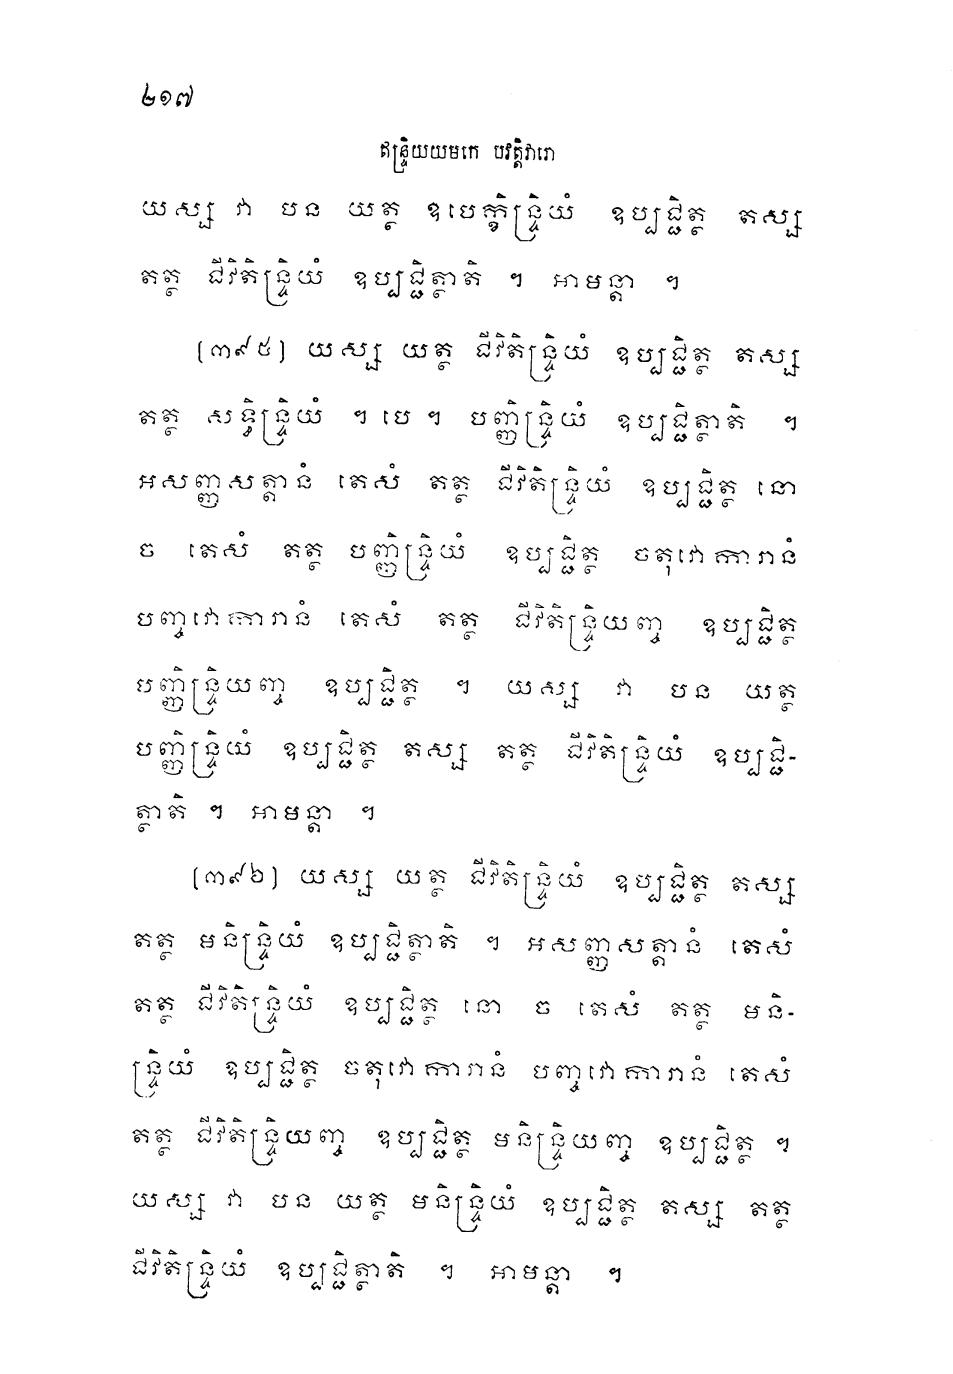 ២១៧
ឥន្ទ្រិយយមកេ បវត្តិវារោ
យស្ស វា បន យត្ថ ឧបេក្ខិន្ទ្រិយំ ឧប្បជ្ជិត្ថ តស្ស
តត្ថ ជីវិតិន្ទ្រិយំ ឧប្បជ្ជិត្ថាតិ ។ អាមន្តា ។
(៣៩៥) យស្ស យត្ថ ជីវិតិន្ទ្រិយំ ឧប្បជ្ជិត្ថ តស្ស
តត្ថ សទ្ធិន្ទ្រិយំ ។ បេ ។ បញ្ញិន្ទ្រិយំ ឧប្បជ្ជិត្ថាតិ ។
អសញ្ញសត្តានំ តេសំ តត្ថ ជីវិតិន្ទ្រិយំ ឧប្បជ្ជិត្ថ នោ
ច តេសំ តត្ថ បញ្ញិន្ទ្រិយំ ឧប្បជ្ជិត្ថ ចតុវោការានំ
បញ្ចវោការានំ តេសំ តត្ថ ជីវិតិន្ទ្រិយញ្ច ឧប្បជ្ជិត្ថ
បញ្ញិន្ទ្រិយញ្ច ឧប្បជ្ជិត្ថ ។ យស្ស វា បន យត្ថ
បញ្ញិន្ទ្រិយំ ឧប្បជ្ជិត្ថ តស្ស តត្ថ ជីវិតិន្ទ្រិយំ ឧប្បជ្ជិ-
ត្ថាតិ ។ អាមន្តា ។
(៣៩៦) យស្ស យត្ថ ជីវិតិន្ទ្រិយំ ឧប្បជ្ជិត្ថ តស្ស
តត្ថ មនិន្ទ្រិយំ ឧប្បជ្ជិត្ថាតិ ។ អសញ្ញសត្តានំ តេសំ
តត្ថ ជីវិតិន្ទ្រិយំ ឧប្បជ្ជិត្ថ នោ ច តេសំ តត្ថ មនិ-
ន្ទ្រិយំ ឧប្បជ្ជិត្ថ ចតុវោការានំ បញ្ចវោការានំ តេសំ
តត្ថ ជីវិតិន្ទ្រិយញ្ច ឧប្បជ្ជិត្ថ មនិន្ទ្រិយញ្ច ឧប្បជ្ជិត្ថ ។
យស្ស វា បន យត្ថ មនិន្ទ្រិយំ ឧប្បជ្ជិត្ថ តស្ស តត្ថ
ជីវិតិន្ទ្រិយំ ឧប្បជ្ជិត្ថាតិ ។ អាមន្តា ។